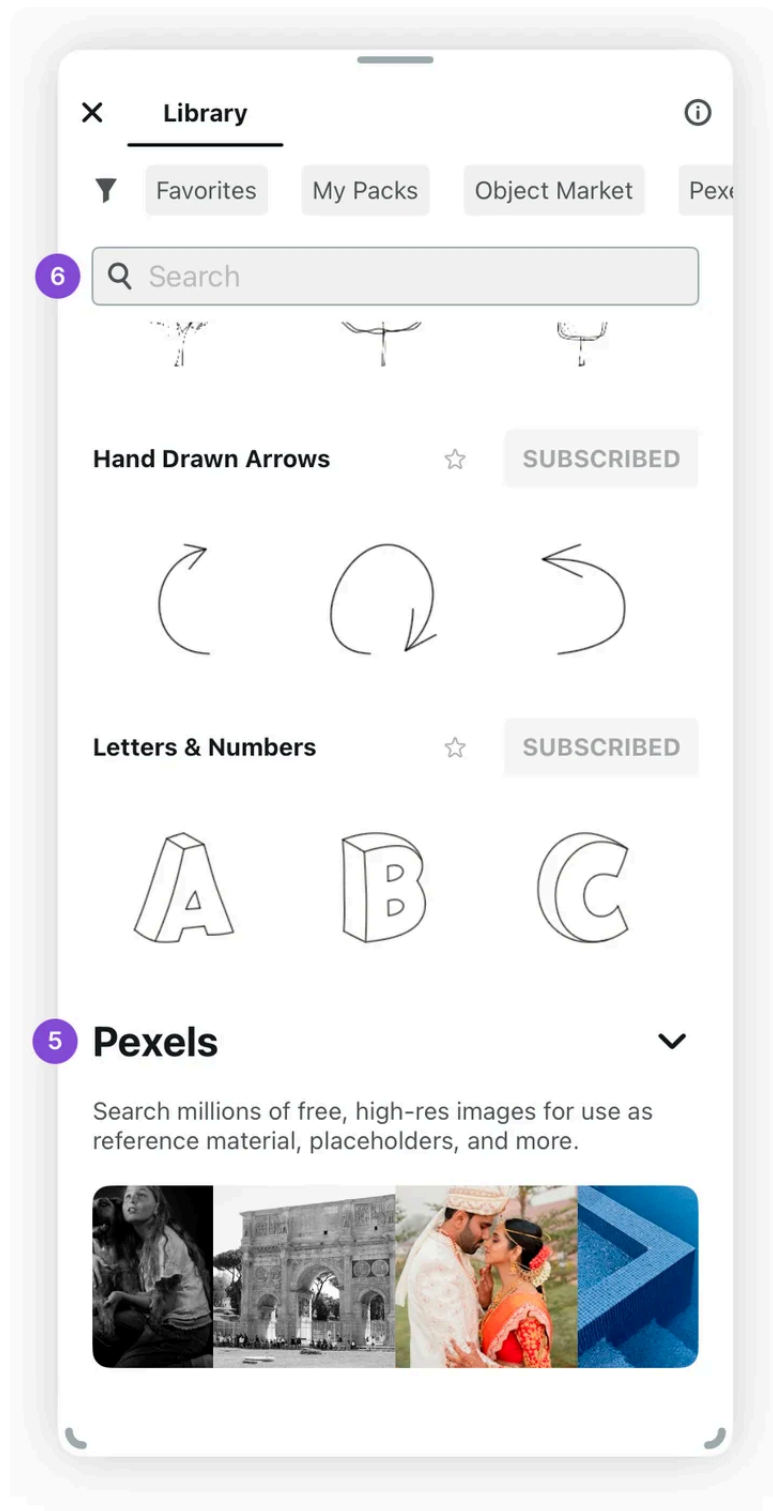 Library
Favorites
My Packs
Object Market
Pexe
6
Search
Hand Drawn Arrows
SUBSCRIBED
Letters & Numbers
SUBSCRIBED
A B C
5
Pexels
Search millions of free, high-res images for use as
reference material, placeholders, and more.